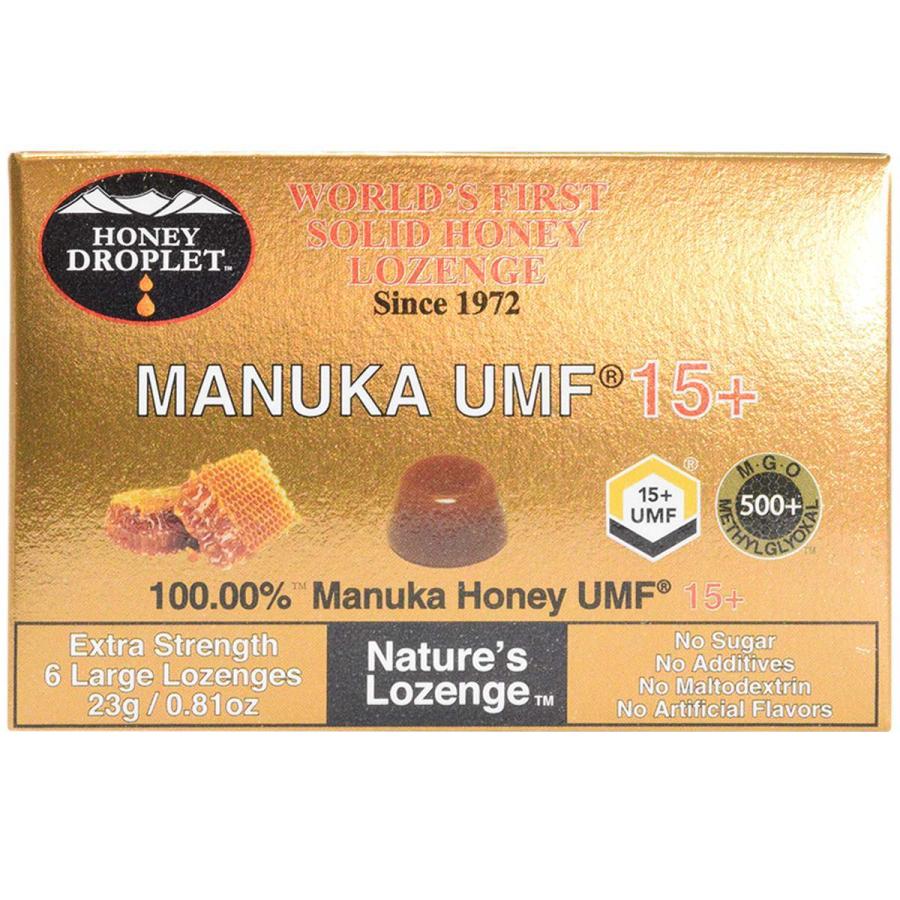 HONEY
DROPLET™
WORLD'S FIRST
SOLID HONEY
LOZENGE
Since 1972
MANUKA UMF® 15+
15+
UMF
®
M·G·O
500+
METHYLGLYOXAL
™
100.00%™ Manuka Honey UMF® 15+
Extra Strength
6 Large Lozenges
23g / 0.81oz
Nature's
Lozenge™
No Sugar
No Additives
No Maltodextrin
No Artificial Flavors